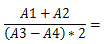 A1 + A2
(A3 − A4) * 2 =